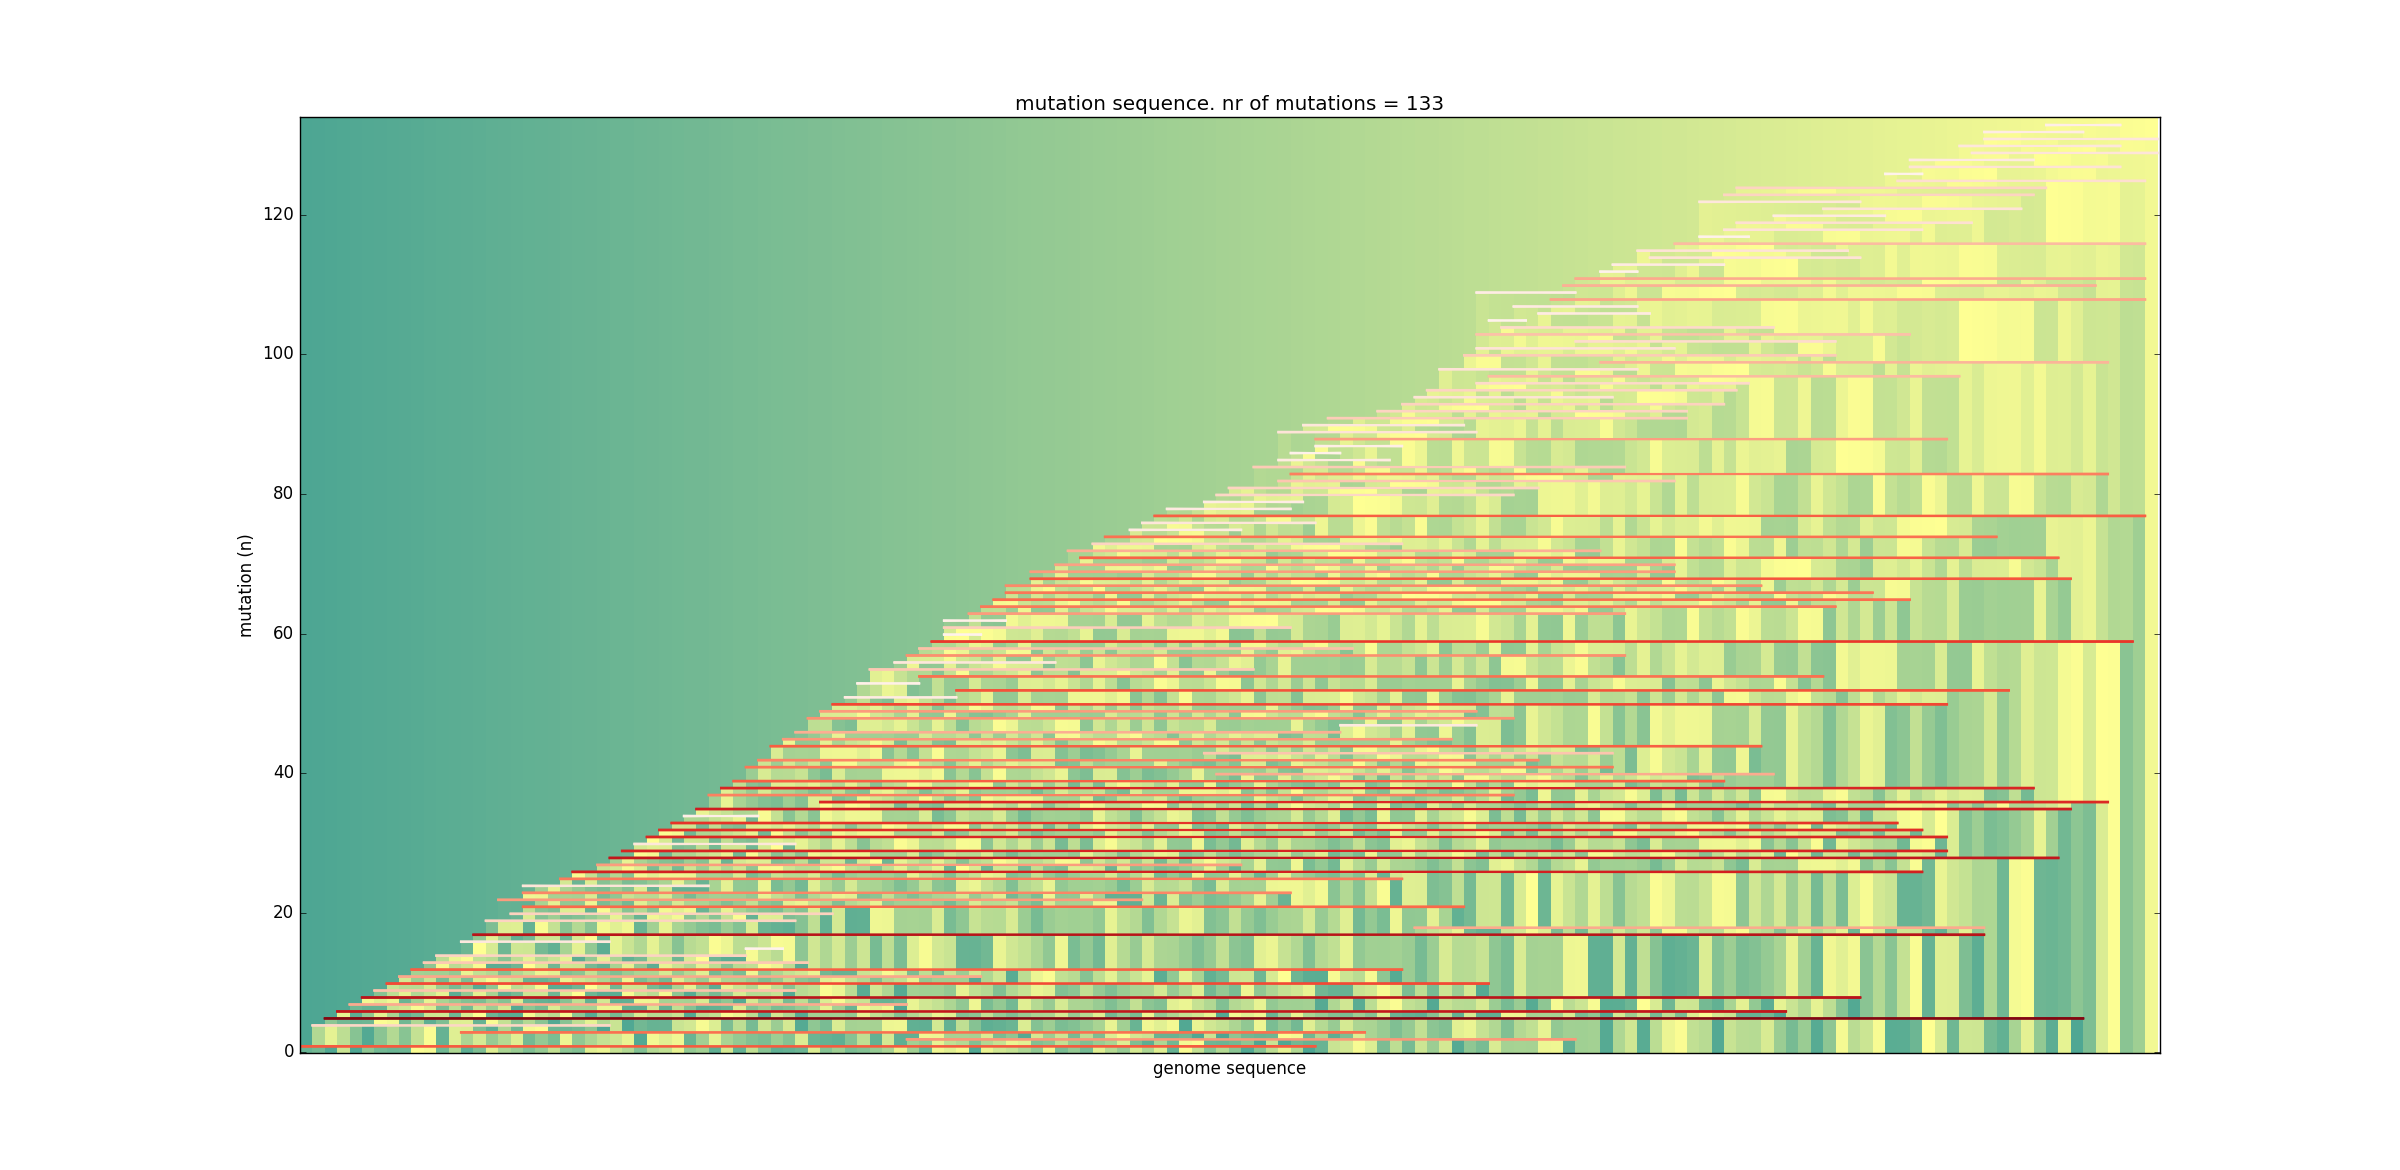 mutation sequence. nr of mutations = 133
120
100
80
60
40
20
0
mutation (n)
genome sequence